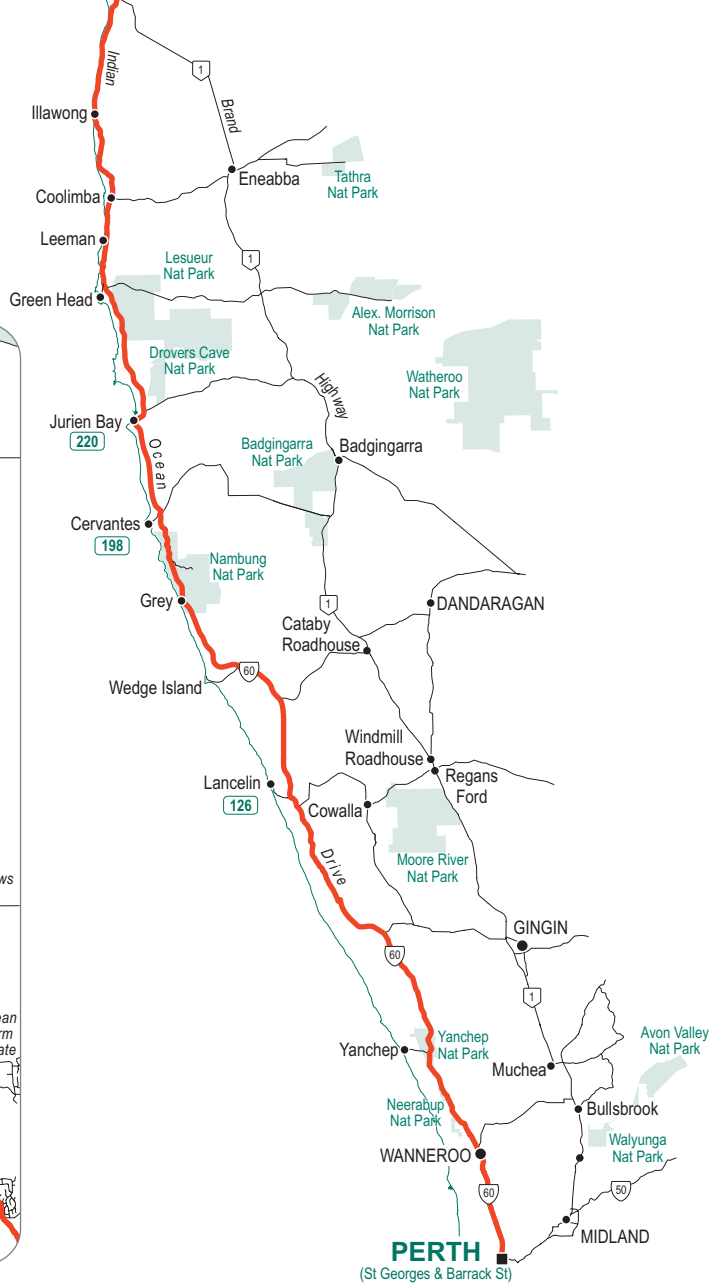 Indian
1
Illawong
Brand
Eneabba
Tathra
Nat Park
Coolimba
Leeman
1
Lesueur
Nat Park
Green Head
Alex. Morrison
Nat Park
Drovers Cave
Nat Park
Watheroo
Nat Park
Highway
Jurien Bay
220
Ocean
Badgingarra
Nat Park
Badgingarra
Cervantes
198
Nambung
Nat Park
Grey
1
DANDARAGAN
Cataby
Roadhouse
60
Wedge Island
Windmill
Roadhouse
Regans
Ford
Lancelin
126
Cowalla
Drive
Moore River
Nat Park
ws
GINGIN
60
1
ean
rm
ate
Yanchep
Yanchep
Nat Park
Avon Valley
Nat Park
Muchea
Neerabup
Nat Park
Bullsbrook
Walyunga
Nat Park
WANNEROO
60
50
MIDLAND
PERTH
(St Georges & Barrack St)